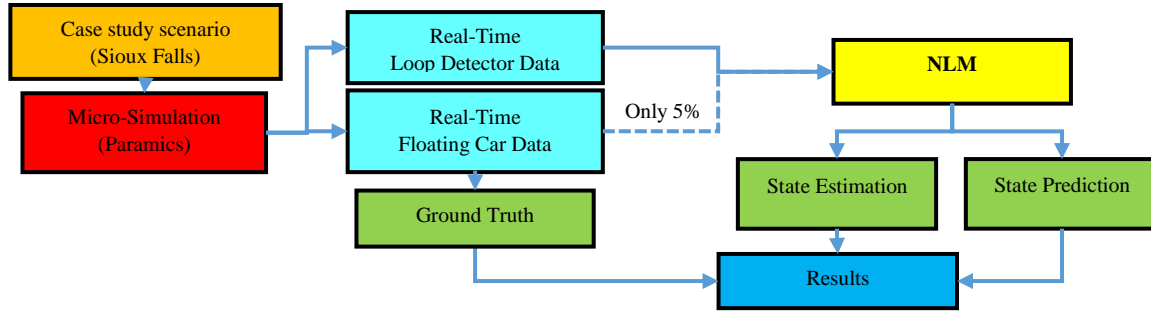 Case study scenario
(Sioux Falls)
Micro-Simulation
(Paramics)
Real-Time
Loop Detector Data
Real-Time
Floating Car Data
Only 5%
NLM
State Estimation
State Prediction
Ground Truth
Results